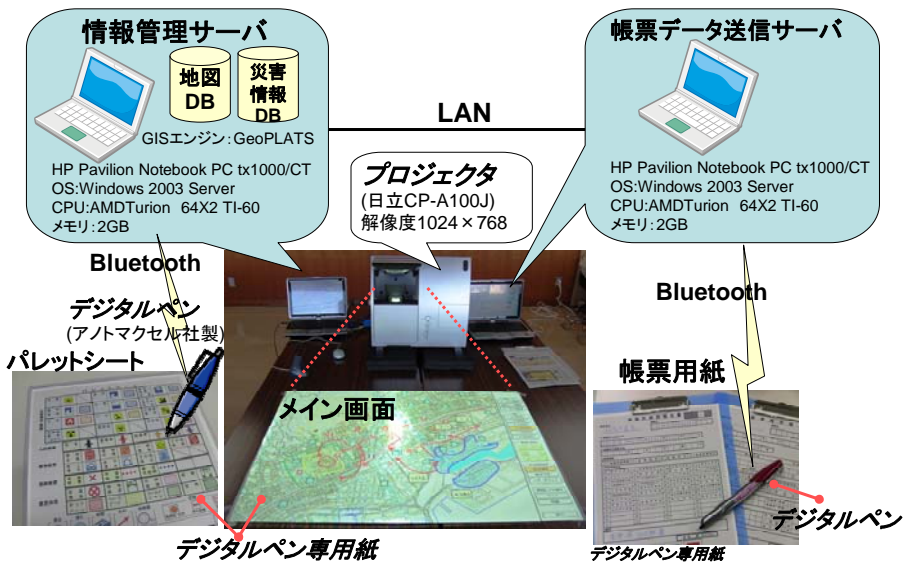 情報管理サーバ
地図
DB
災害
情報
DB
GISエンジン:GeoPLATS
HP Pavilion Notebook PC tx1000/CT
OS:Windows 2003 Server
CPU:AMDTurion 64X2 TI-60
メモリ:2GB
LAN
プロジェクタ
(日立CP-A100J)
解像度1024×768
帳票データ送信サーバ
HP Pavilion Notebook PC tx1000/CT
OS:Windows 2003 Server
CPU:AMDTurion 64X2 TI-60
メモリ:2GB
Bluetooth
デジタルペン
(アノトマクセル社製)
パレットシート
メイン画面
デジタルペン専用紙
Bluetooth
帳票用紙
デジタルペン
デジタルペン専用紙